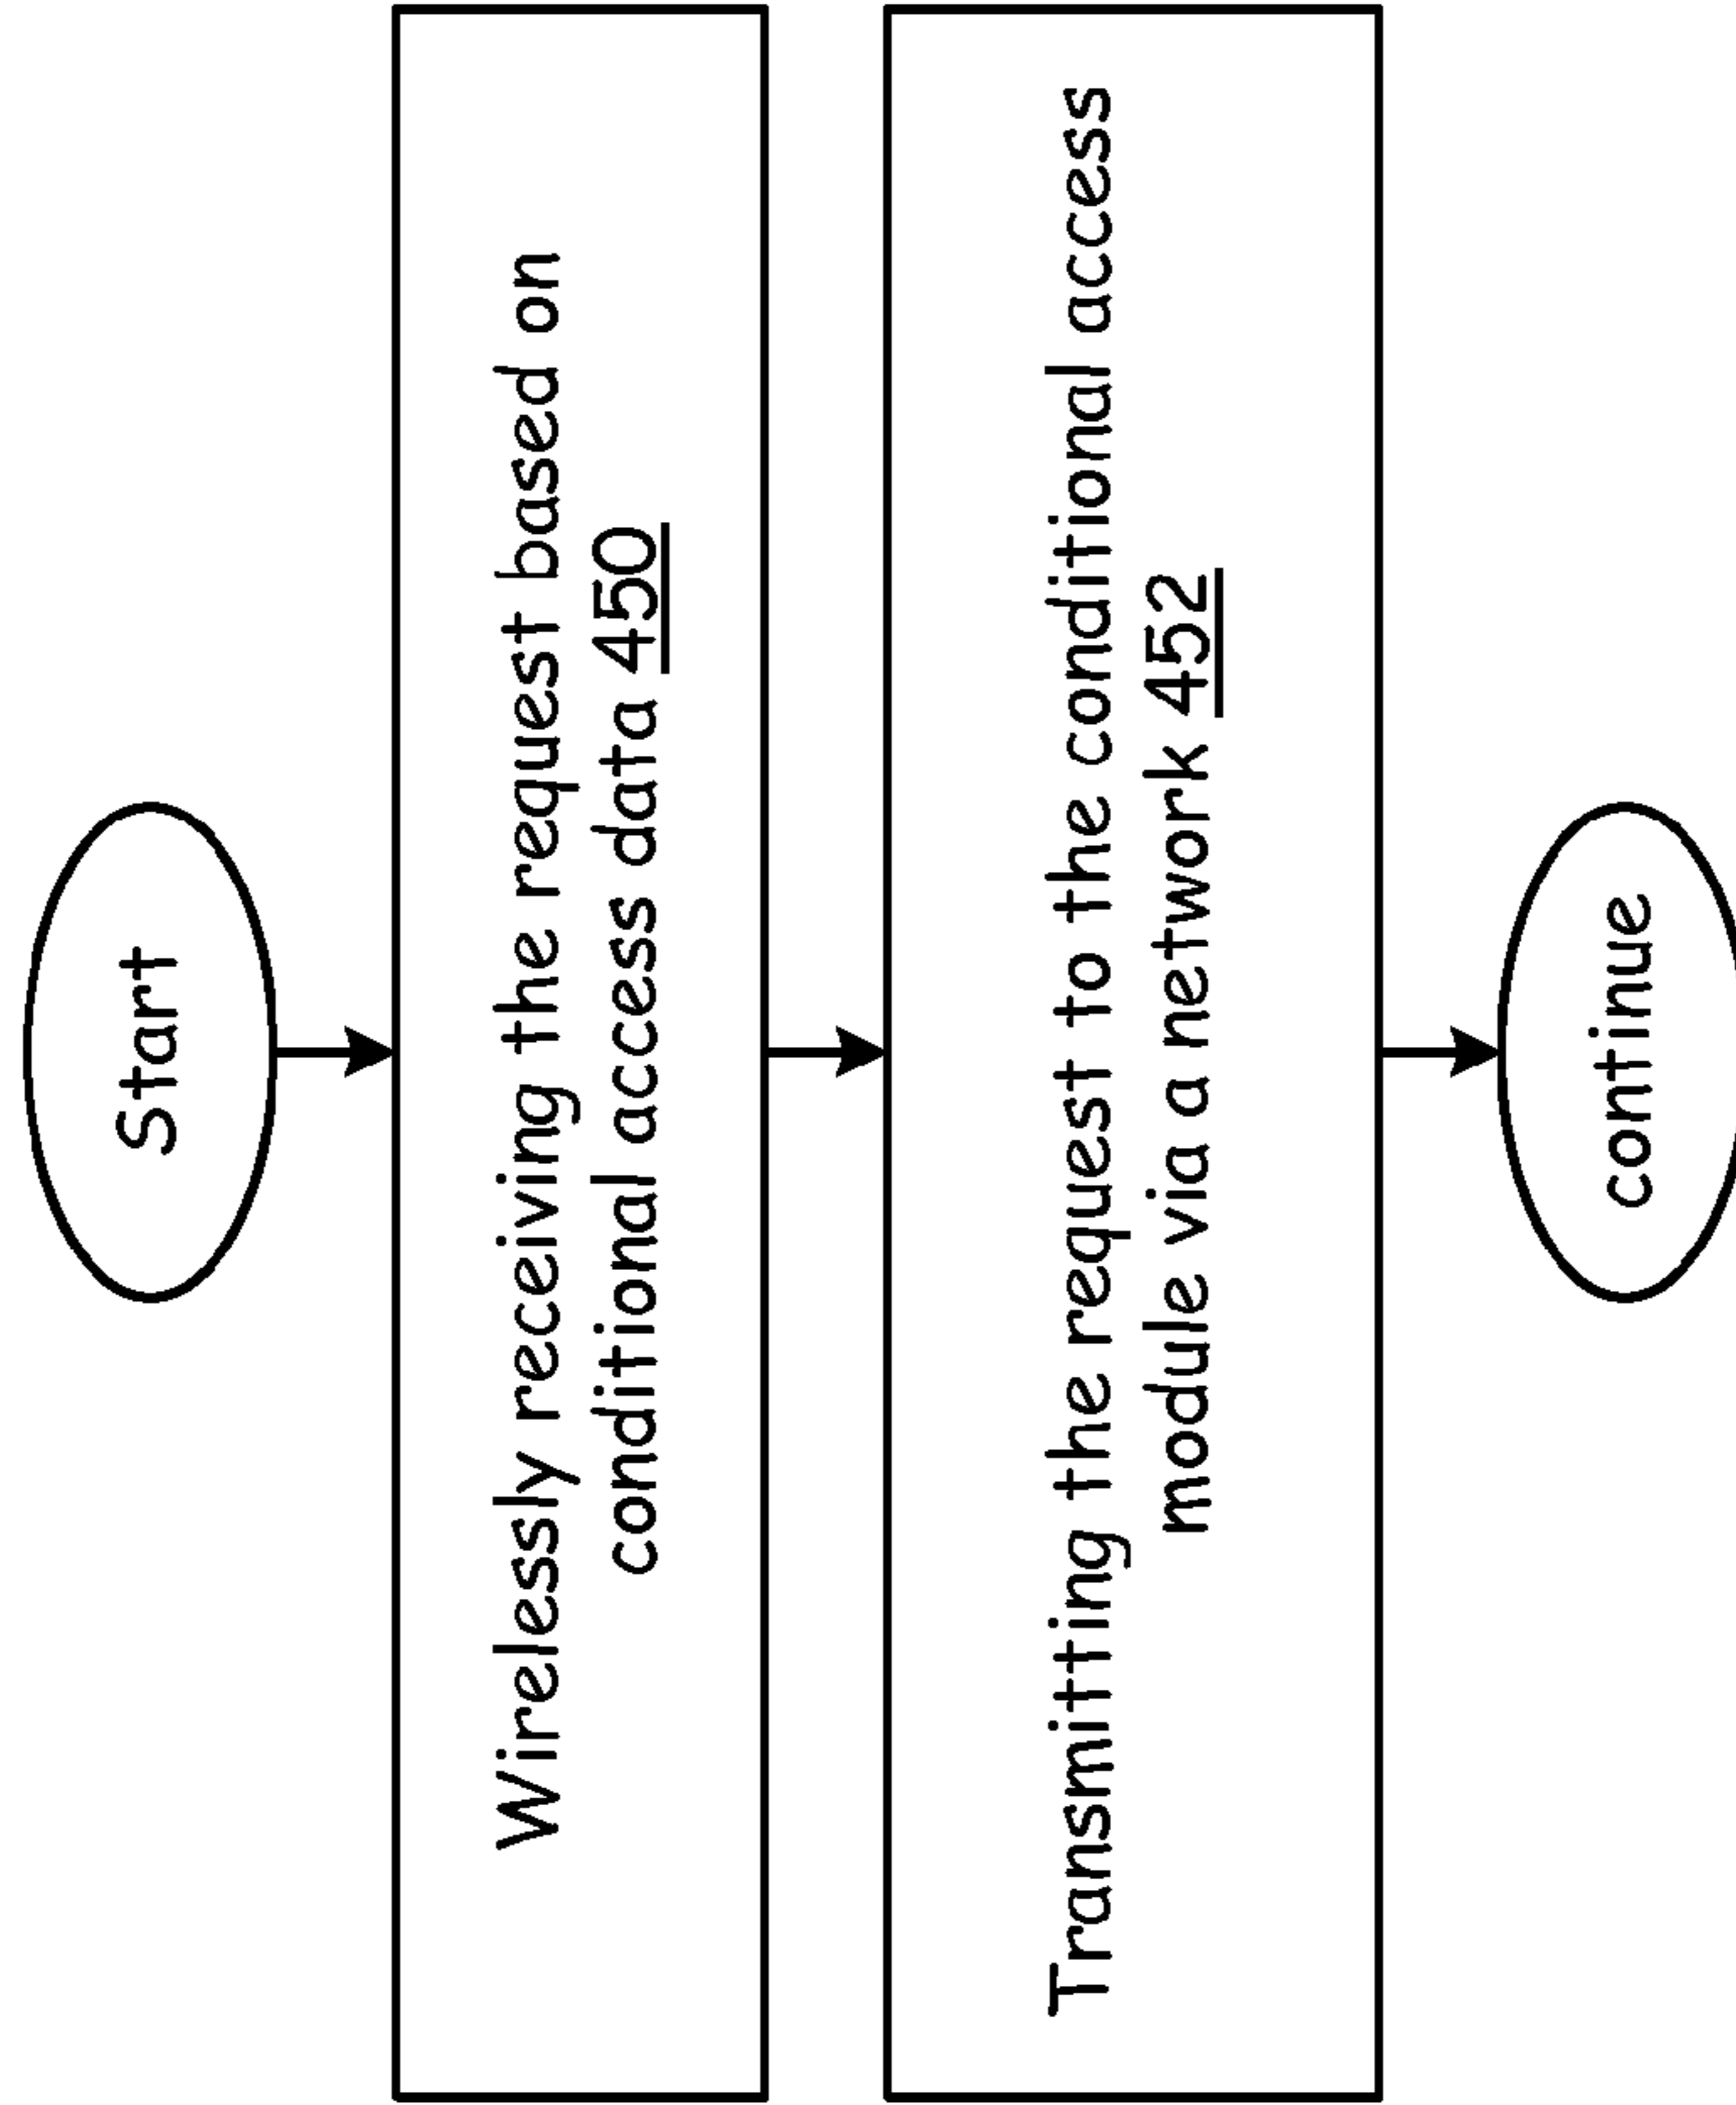 Start
Wirelessly receiving the request based on
conditional access data 450
Transmitting the request to the conditional access
module via a network 452
continue